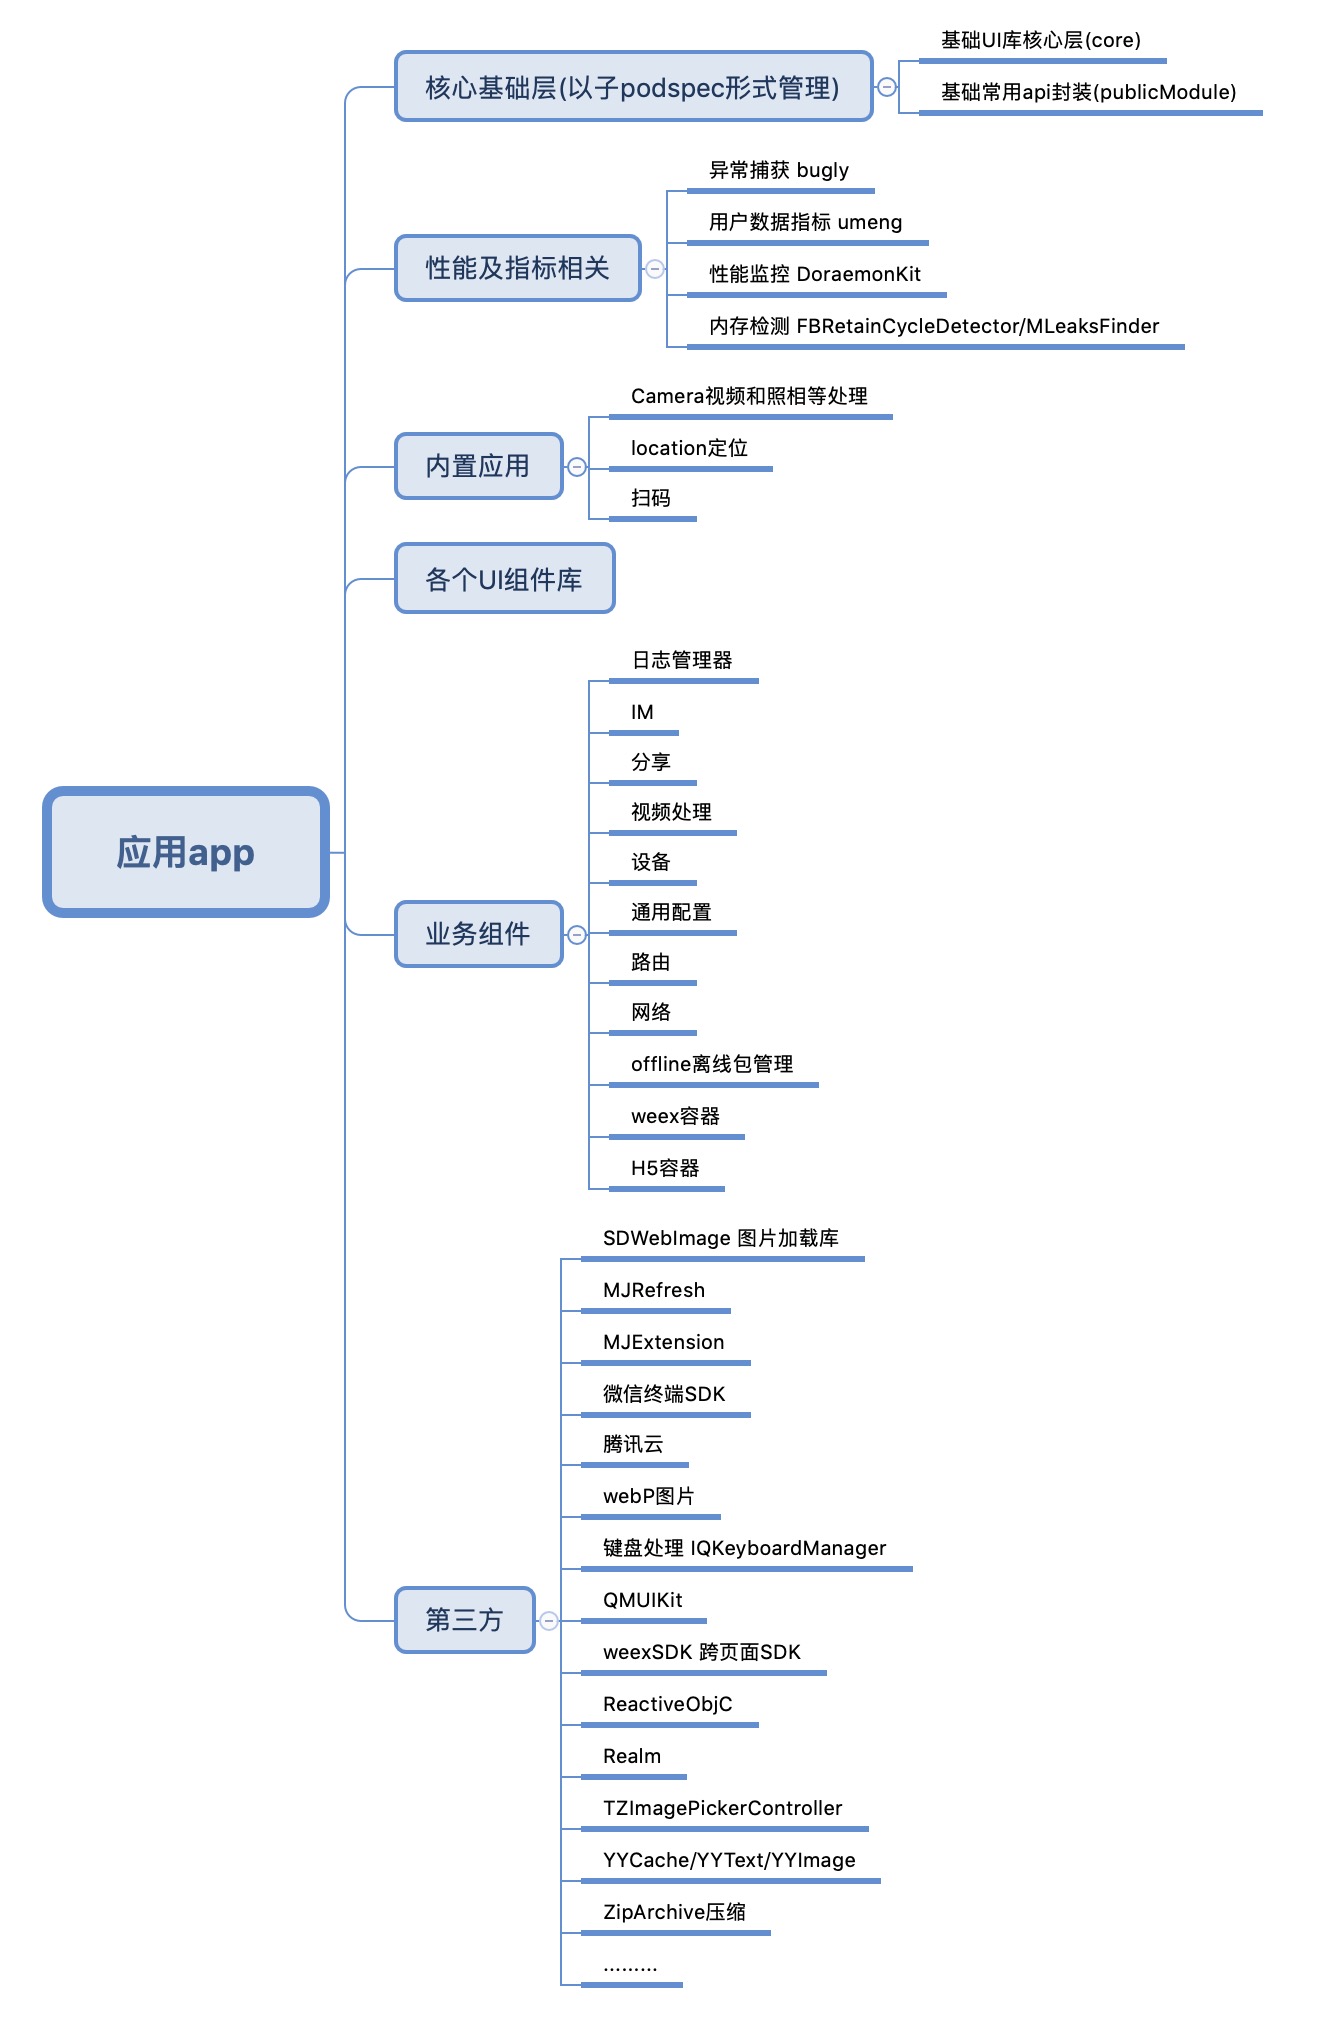 核心基础层(以子podspec形式管理)
基础UI库核心层(core)
基础常用api封装(publicModule)
性能及指标相关
异常捕获 bugly
用户数据指标 umeng
性能监控 DoraemonKit
内存检测 FBRetainCycleDetector/MLeaksFinder
内置应用
Camera视频和照相等处理
location定位
扫码
各个UI组件库
应用app
业务组件
日志管理器
IM
分享
视频处理
设备
通用配置
路由
网络
offline离线包管理
weex容器
H5容器
第三方
SDWebImage 图片加载库
MJRefresh
MJExtension
微信终端SDK
腾讯云
webP图片
键盘处理 IQKeyboardManager
QMUIKit
weexSDK 跨页面SDK
ReactiveObjC
Realm
TZImagePickerController
YYCache/YYText/YYImage
ZipArchive压缩
.........